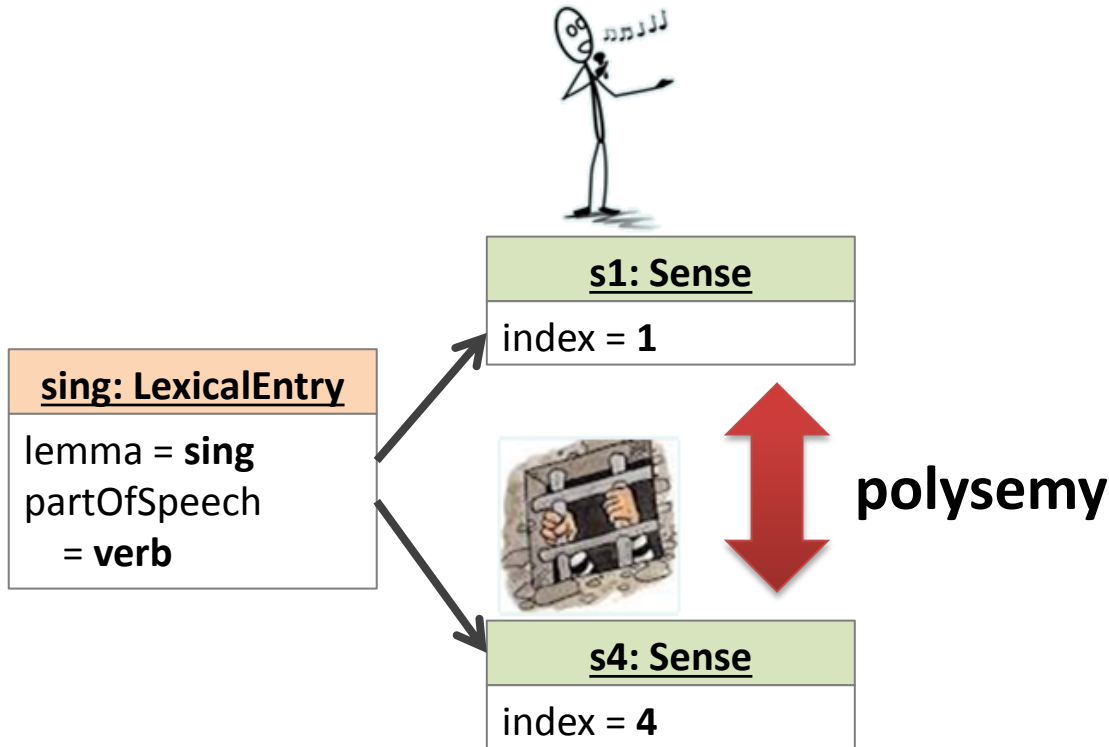 s1: Sense
index = 1
sing: LexicalEntry
lemma = sing
partOfSpeech
= verb
polysemy
s4: Sense
index = 4